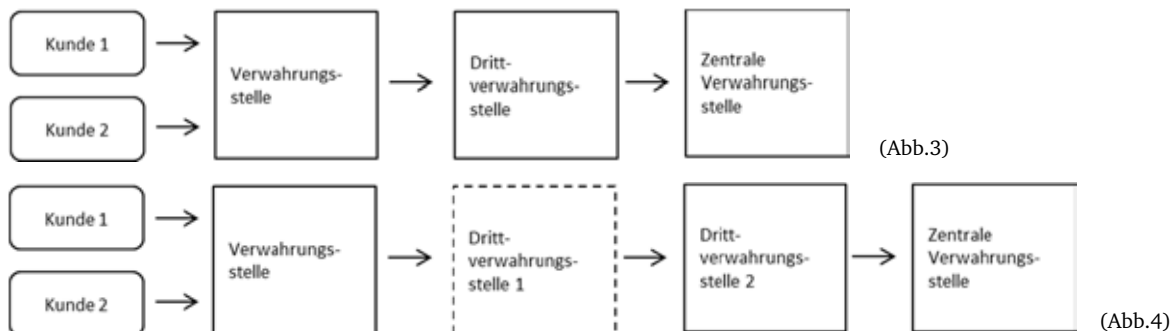 Kunde 1
Kunde 2
Verwahrungs-
stelle
Dritt-
verwahrungs-
stelle
Zentrale
Verwahrungs-
stelle
(Abb.3)
Kunde 1
Kunde 2
Verwahrungs-
stelle
Dritt-
verwahrungs-
stelle 1
Dritt-
verwahrungs-
stelle 2
Zentrale
Verwahrungs-
stelle
(Abb.4)